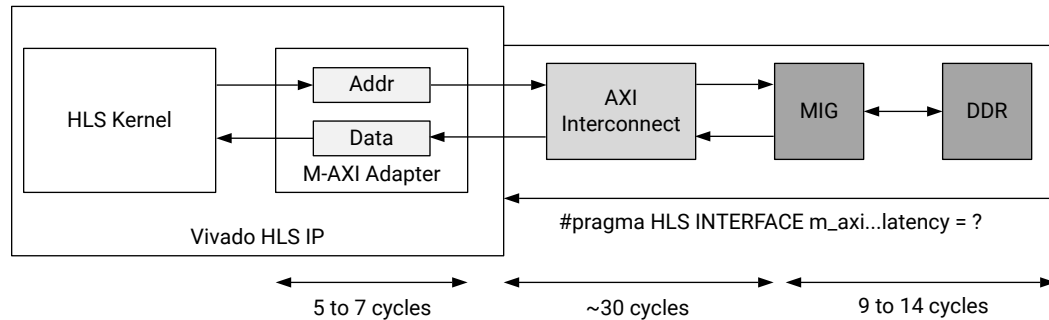 HLS Kernel
Addr
Data
M-AXI Adapter
Vivado HLS IP
AXI
Interconnect
MIG
DDR
#pragma HLS INTERFACE m_axi...latency = ?
5 to 7 cycles
~30 cycles
9 to 14 cycles